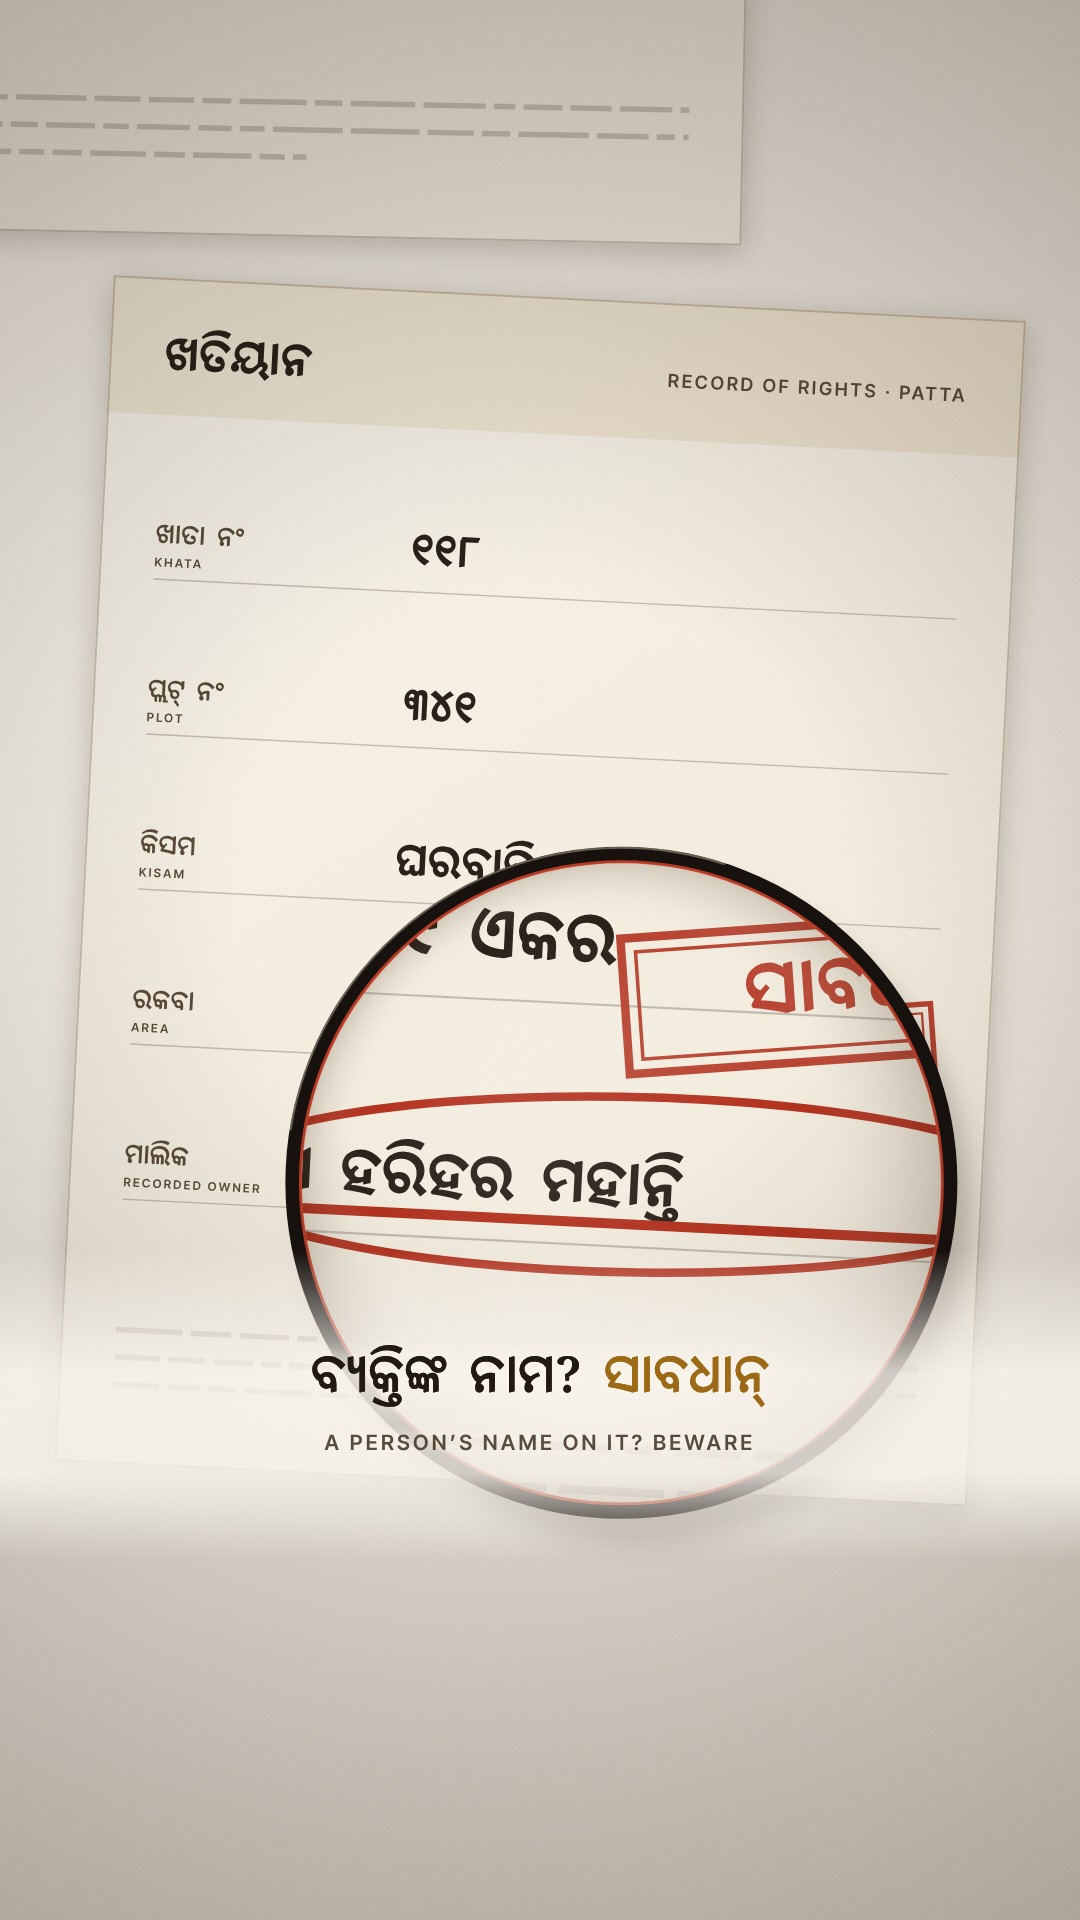 ଖତିୟାନ
RECORD OF RIGHTS · PATTA
ଖାତା ନଂ
KHATA
୧୧୮
ପ୍ଲଟ୍ ନଂ
PLOT
୩୪୧
କିସମ
KISAM
ଏକର
ରକବା
AREA
ମାଲିକ
RECORDED OWNER
ହରିହର ମହାନ୍ତି
ବ୍ୟକ୍ତିଙ୍କ ନାମ? ସାବଧାନ୍
A PERSON’S NAME ON IT? BEWARE